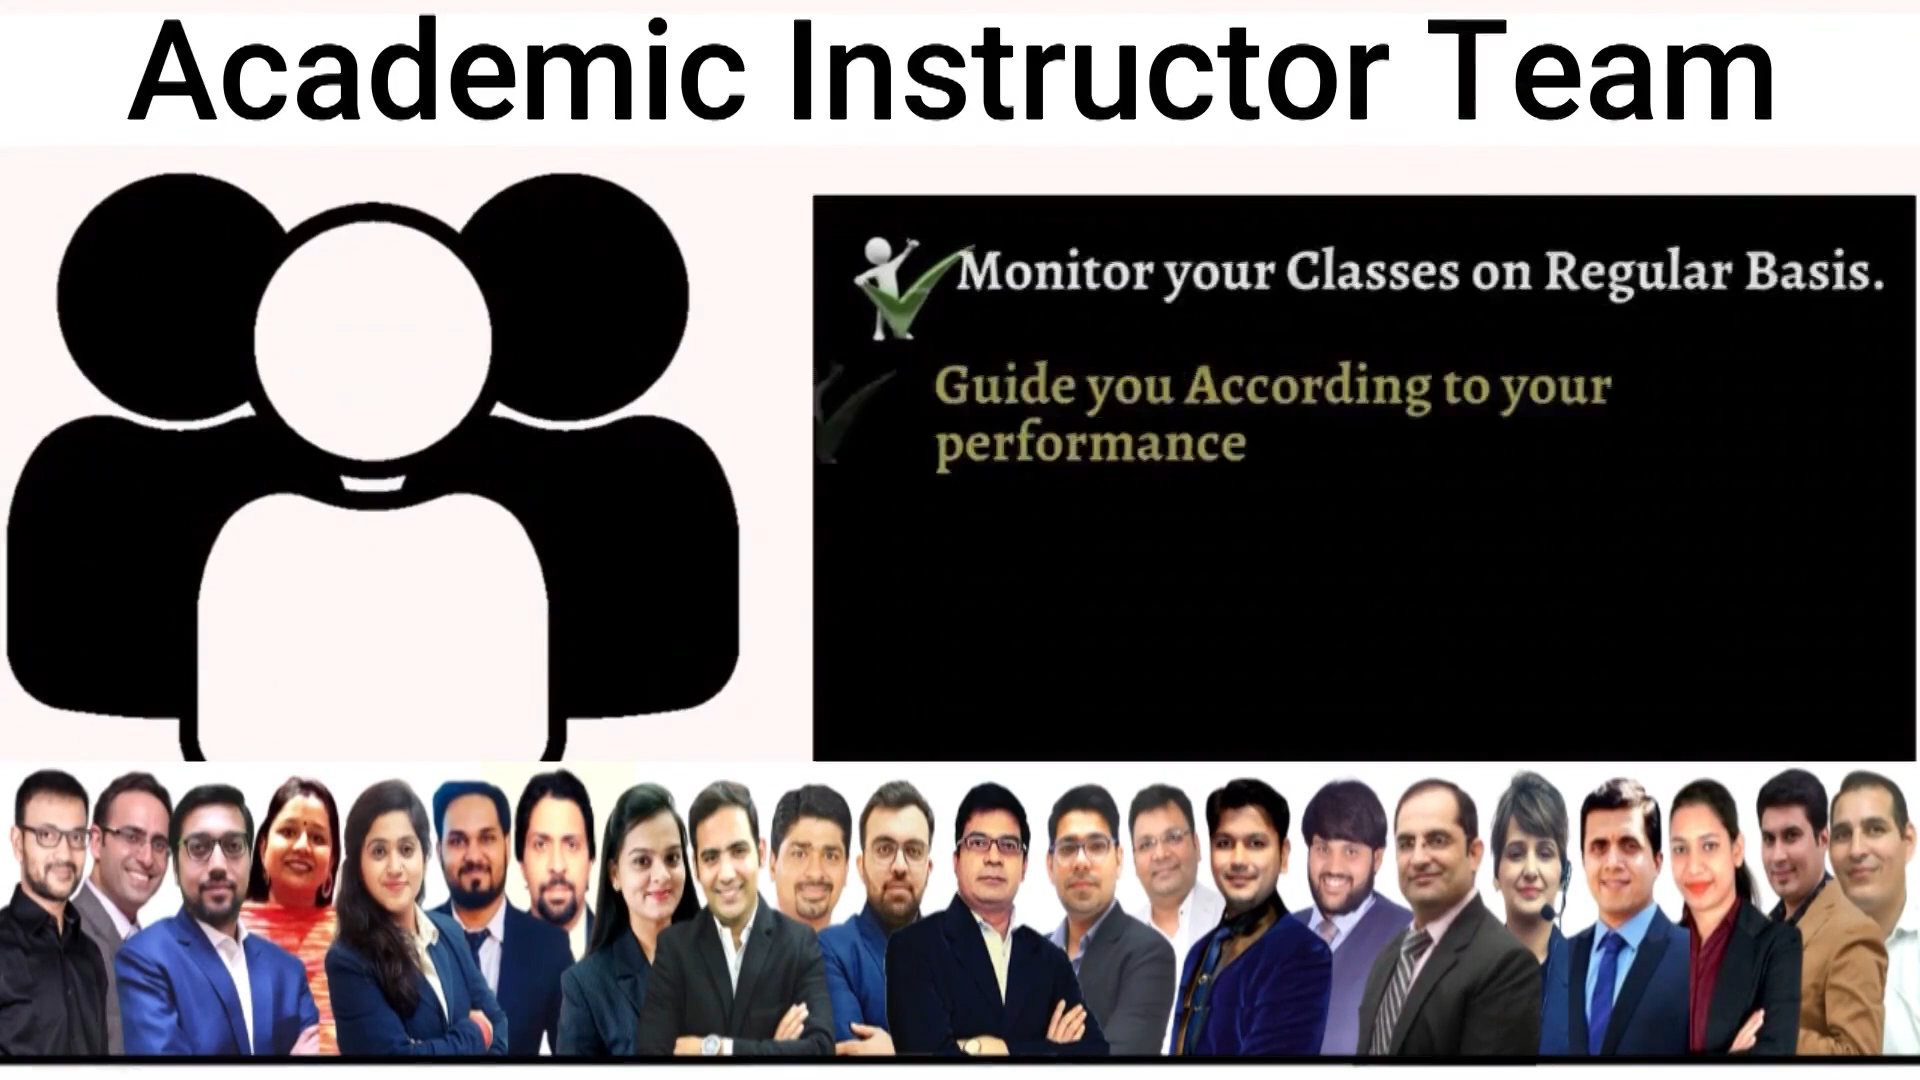 Academic Instructor Team
Monitor your Classes on Regular Basis.
Guide you According to your
performance